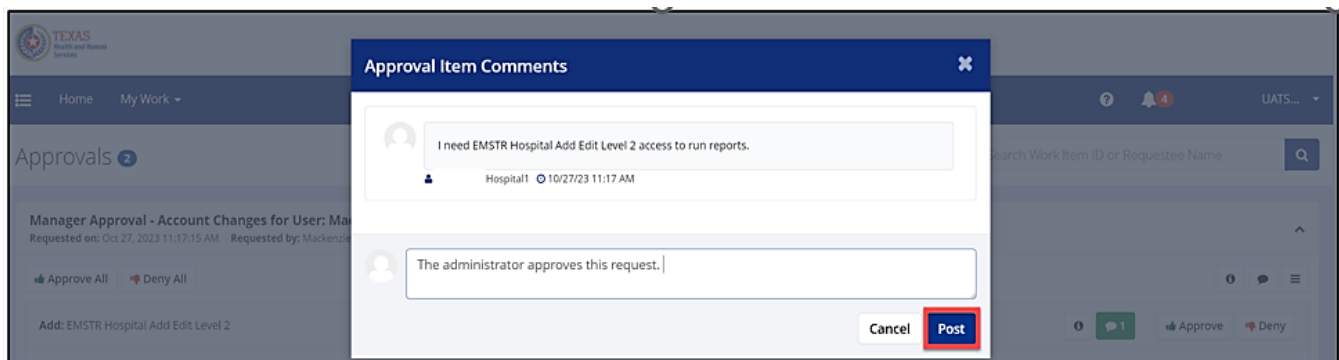 TEXAS
Health and Human
Services
Approval Item Comments
Home My Work
4
UATS...
I need EMSTR Hospital Add Edit Level 2 access to run reports.
Hospital1 10/27/23 11:17 AM
Approvals 2
Search Work Item ID or Requestee Name
Manager Approval - Account Changes for User: Ma
Requested on: Oct 27, 2023 11:17:15 AM Requested by: Mackenzie
The administrator approves this request.
Approve All Deny All
Add: EMSTR Hospital Add Edit Level 2
Cancel Post
1 Approve Deny